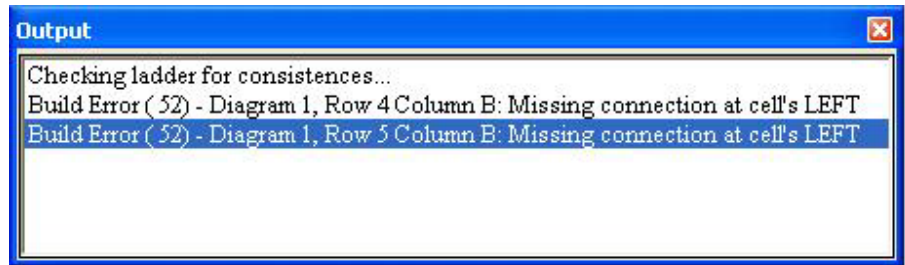 Output
Checking ladder for consistences...
Build Error ( 52) - Diagram 1, Row 4 Column B: Missing connection at cell's LEFT
Build Error ( 52) - Diagram 1, Row 5 Column B: Missing connection at cell's LEFT